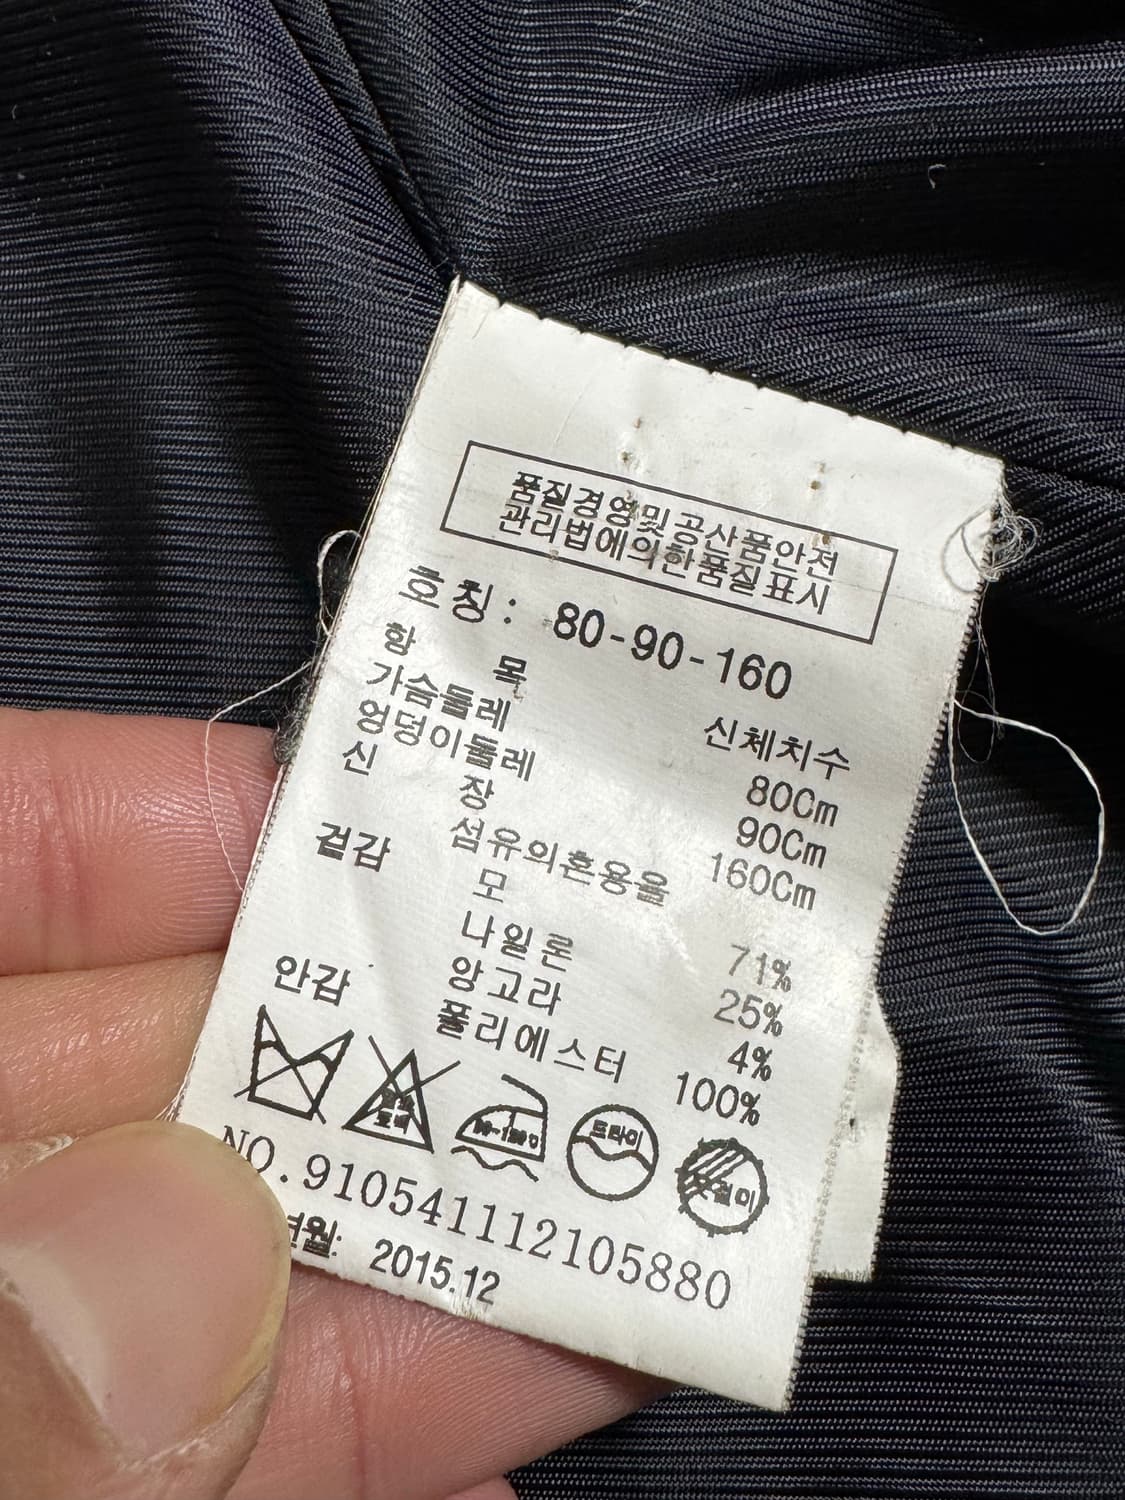 품질경영및공산품안전
관리법에의한품질표시
호칭: 80-90-160
항 목 신체치수
가슴둘레 80Cm
엉덩이둘레 90Cm
신 장 160Cm
섬유의혼용율
겉감 모 71%
나일론 25%
앙고라 4%
안감 폴리에스터 100%
드라이
NO.9105411112105880
년월: 2015.12